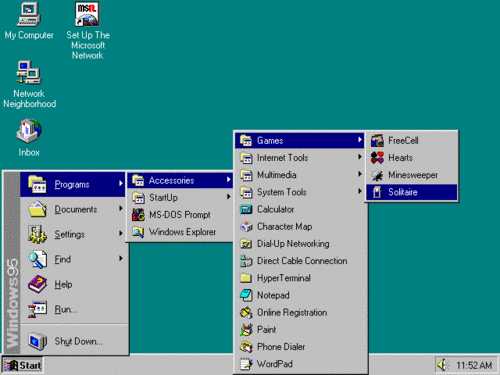 My Computer
msn.
Set Up The
Microsoft
Network
Network
Neighborhood
Inbox
Windows95
Programs
Documents
Settings
Find
Help
Run...
Shut Down...
Accessories
StartUp
MS-DOS Prompt
Windows Explorer
Games
Internet Tools
Multimedia
System Tools
Calculator
Character Map
Dial-Up Networking
Direct Cable Connection
HyperTerminal
Notepad
Online Registration
Paint
Phone Dialer
WordPad
FreeCell
Hearts
Minesweeper
Solitaire
Start
11:52 AM